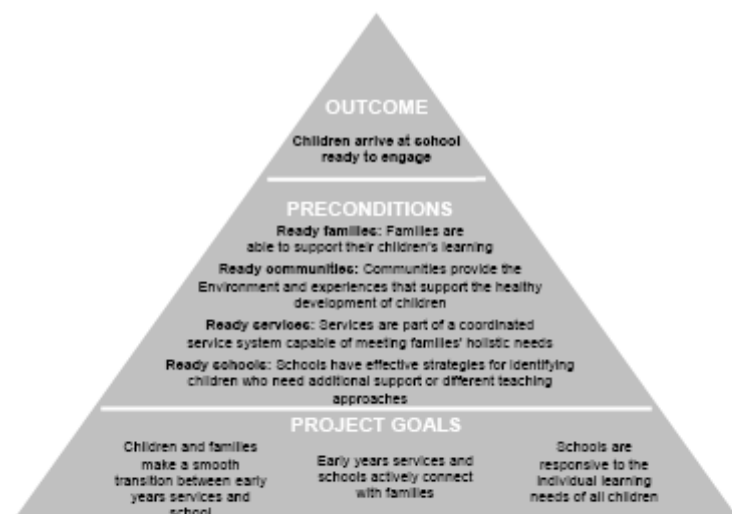 OUTCOME
Children arrive at school
ready to engage
PRECONDITIONS
Ready families: Families are
able to support their children's learning
Ready communities: Communities provide the
Environment and experiences that support the healthy
development of children
Ready services: Services are part of a coordinated
service system capable of meeting families' holistic needs
Ready schools: Schools have effective strategies for identifying
children who need additional support or different teaching
approaches
PROJECT GOALS
Children and families
make a smooth
transition between early
years services and
school
Early years services and
schools actively connect
with families
Schools are
responsive to the
individual learning
needs of all children